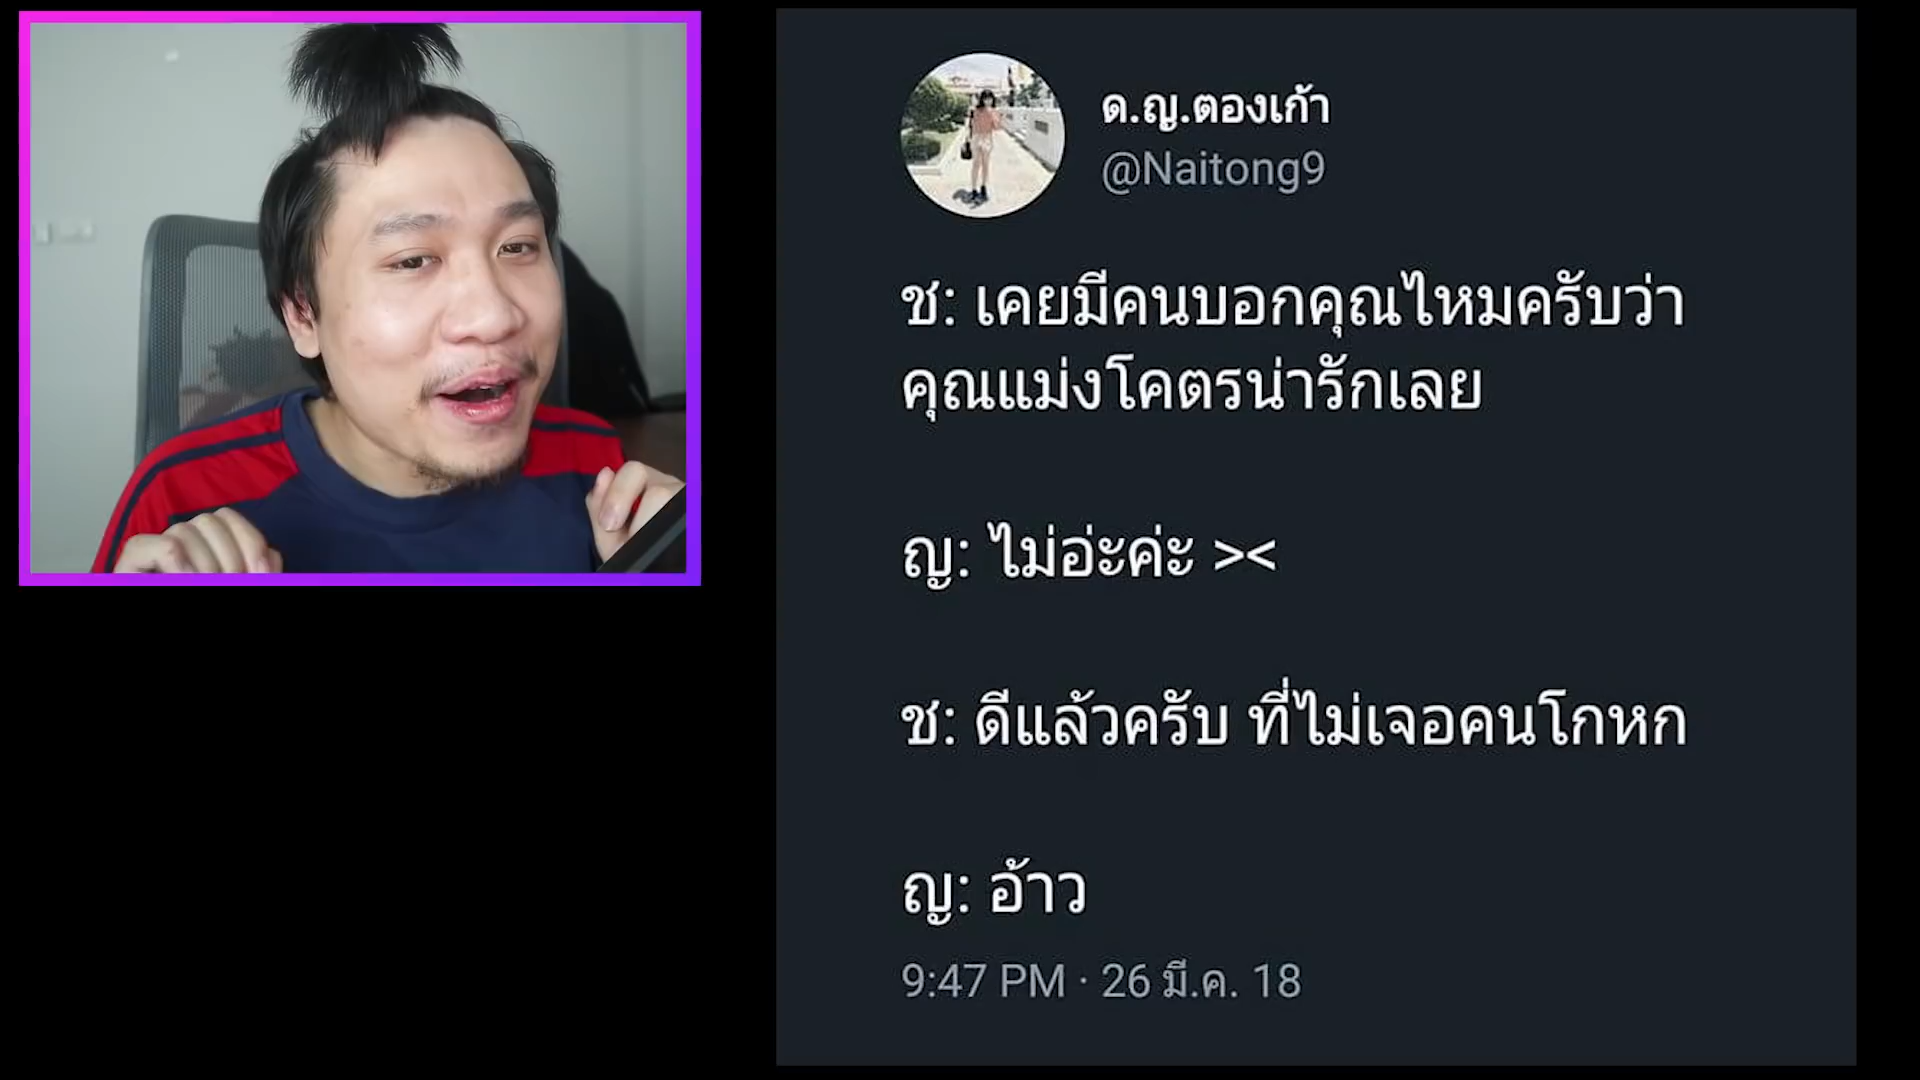 ด.ญ.ตองเก้า
@Naitong9
ช: เคยมีคนบอกคุณไหมครับว่า
คุณแม่งโคตรน่ารักเลย
ญ: ไม่อ่ะค่ะ ><
ช: ดีแล้วครับ ที่ไม่เจอคนโกหก
ญ: อ้าว
9:47 PM · 26 มี.ค. 18